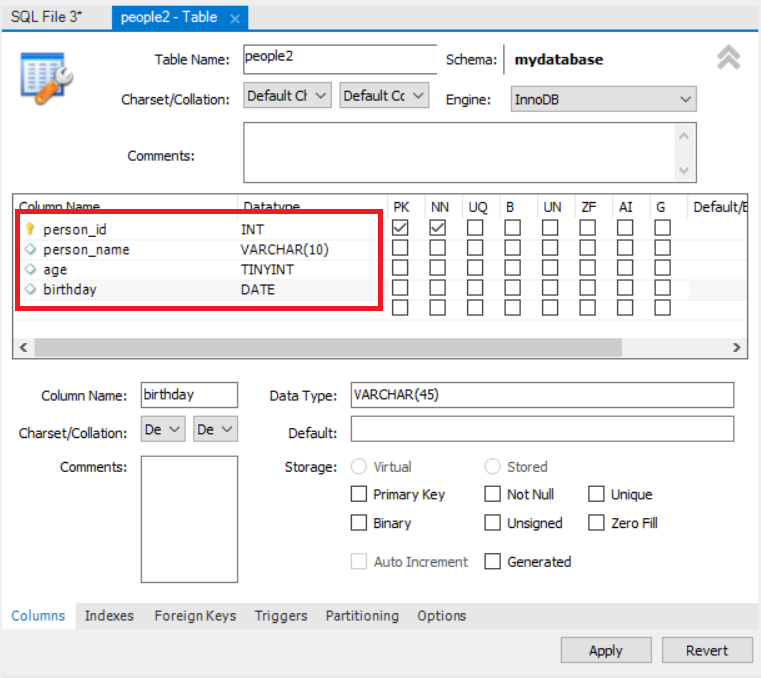 SQL File 3* people2 - Table
Table Name: people2 Schema: mydatabase
Charset/Collation: Default Cl Default Cc Engine: InnoDB
Comments:
Column Name Datatype PK NN UQ B UN ZF AI G Default/E
person_id INT
person_name VARCHAR(10)
age TINYINT
birthday DATE
Column Name: birthday Data Type: VARCHAR(45)
Charset/Collation: De De Default:
Comments: Storage: Virtual Stored
Primary Key Not Null Unique
Binary Unsigned Zero Fill
Auto Increment Generated
Columns Indexes Foreign Keys Triggers Partitioning Options
Apply Revert